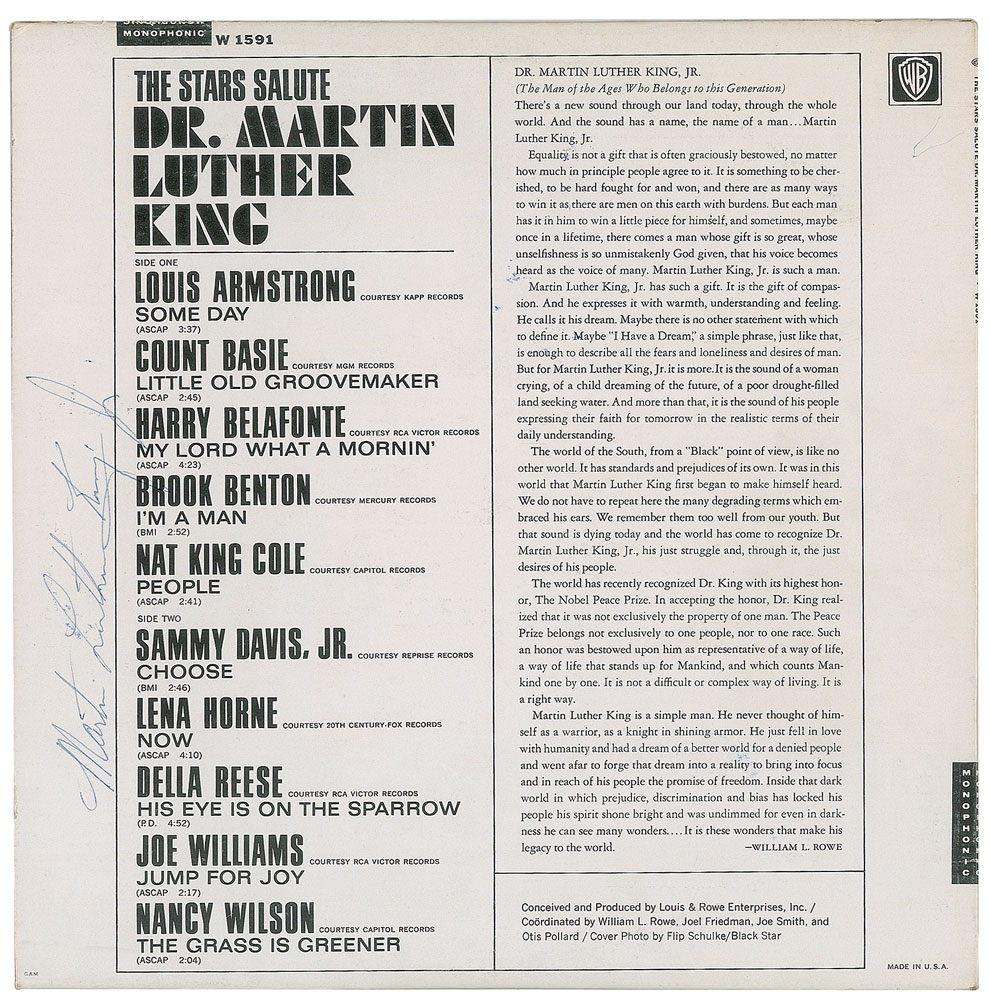 MONOPHONIC W 1591
THE STARS SALUTE
DR. MARTIN
LUTHER
KING
SIDE ONE
LOUIS ARMSTRONG COURTESY KAPP RECORDS
SOME DAY
(ASCAP 3:37)
COUNT BASIE COURTESY MGM RECORDS
LITTLE OLD GROOVEMAKER
(ASCAP 2:45)
HARRY BELAFONTE COURTESY RCA VICTOR RECORDS
MY LORD WHAT A MORNIN'
(ASCAP 4:23)
BROOK BENTON COURTESY MERCURY RECORDS
I'M A MAN
(BMI 2:52)
NAT KING COLE COURTESY CAPITOL RECORDS
PEOPLE
(ASCAP 2:41)
SIDE TWO
SAMMY DAVIS, JR. COURTESY REPRISE RECORDS
CHOOSE
(BMI 2:46)
LENA HORNE COURTESY 20TH CENTURY-FOX RECORDS
NOW
(ASCAP 4:10)
DELLA REESE COURTESY RCA VICTOR RECORDS
HIS EYE IS ON THE SPARROW
(P.D. 4:52)
JOE WILLIAMS COURTESY RCA VICTOR RECORDS
JUMP FOR JOY
(ASCAP 2:17)
NANCY WILSON COURTESY CAPITOL RECORDS
THE GRASS IS GREENER
(ASCAP 2:04)
DR. MARTIN LUTHER KING, JR.
(The Man of the Ages Who Belongs to this Generation)
There's a new sound through our land today, through the whole
world. And the sound has a name, the name of a man...Martin
Luther King, Jr.
Equality is not a gift that is often graciously bestowed, no matter
how much in principle people agree to it. It is something to be cher-
ished, to be hard fought for and won, and there are as many ways
to win it as there are men on this earth with burdens. But each man
has it in him to win a little piece for himself, and sometimes, maybe
once in a lifetime, there comes a man whose gift is so great, whose
unselfishness is so unmistakenly God given, that his voice becomes
heard as the voice of many. Martin Luther King, Jr. is such a man.
Martin Luther King, Jr. has such a gift. It is the gift of compas-
sion. And he expresses it with warmth, understanding and feeling.
He calls it his dream. Maybe there is no other statement with which
to define it. Maybe "I Have a Dream," a simple phrase, just like that,
is enough to describe all the fears and loneliness and desires of man.
But for Martin Luther King, Jr. it is more. It is the sound of a woman
crying, of a child dreaming of the future, of a poor drought-filled
land seeking water. And more than that, it is the sound of his people
expressing their faith for tomorrow in the realistic terms of their
daily understanding.
The world of the South, from a "Black" point of view, is like no
other world. It has standards and prejudices of its own. It was in this
world that Martin Luther King first began to make himself heard.
We do not have to repeat here the many degrading terms which em-
braced his ears. We remember them too well from our youth. But
that sound is dying today and the world has come to recognize Dr.
Martin Luther King, Jr., his just struggle and, through it, the just
desires of his people.
The world has recently recognized Dr. King with its highest hon-
or, The Nobel Peace Prize. In accepting the honor, Dr. King real-
ized that it was not exclusively the property of one man. The Peace
Prize belongs not exclusively to one people, nor to one race. Such
an honor was bestowed upon him as representative of a way of life,
a way of life that stands up for Mankind, and which counts Man-
kind one by one. It is not a difficult or complex way of living. It is
a right way.
Martin Luther King is a simple man. He never thought of him-
self as a warrior, as a knight in shining armor. He just fell in love
with humanity and had a dream of a better world for a denied people
and went afar to forge that dream into a reality to bring into focus
and in reach of his people the promise of freedom. Inside that dark
world in which prejudice, discrimination and bias has locked his
people his spirit shone bright and was undimmed for even in dark-
ness he can see many wonders.... It is these wonders that make his
legacy to the world. —WILLIAM L. ROWE
Conceived and Produced by Louis & Rowe Enterprises, Inc. /
Coördinated by William L. Rowe, Joel Friedman, Joe Smith, and
Otis Pollard / Cover Photo by Flip Schulke/Black Star
WB
MONOPHONIC
MADE IN U.S.A.
Martin Luther King Jr